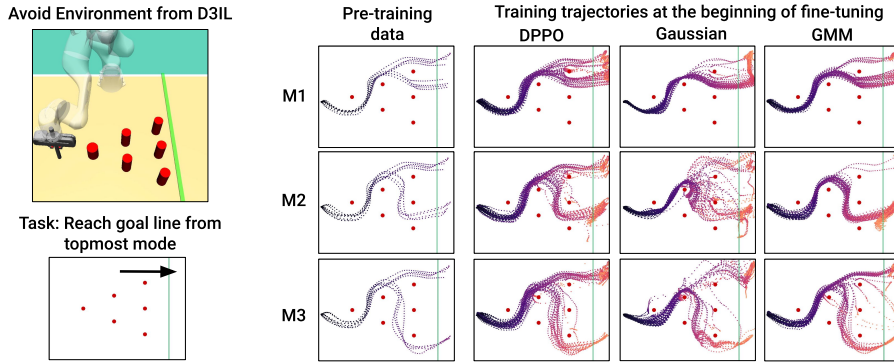 Avoid Environment from D3IL
Task: Reach goal line from
topmost mode
Pre-training
data
Training trajectories at the beginning of fine-tuning
DPPO
Gaussian
GMM
M1
M2
M3